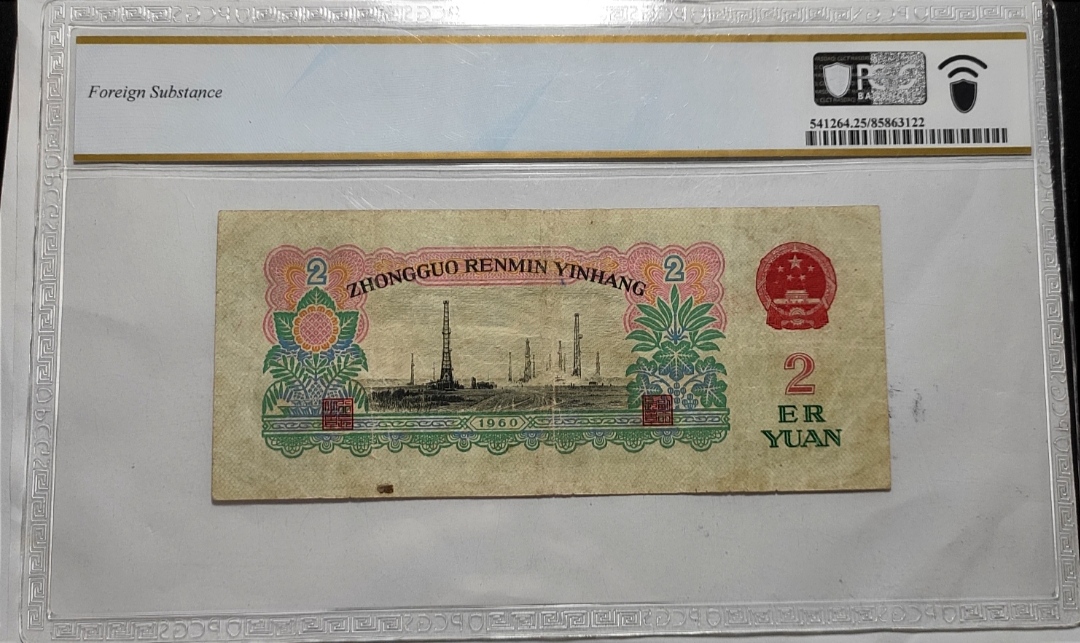 Foreign Substance
541264.25/85863122
2
ZHONGGUO RENMIN YINHANG
2
1960
2
ER
YUAN